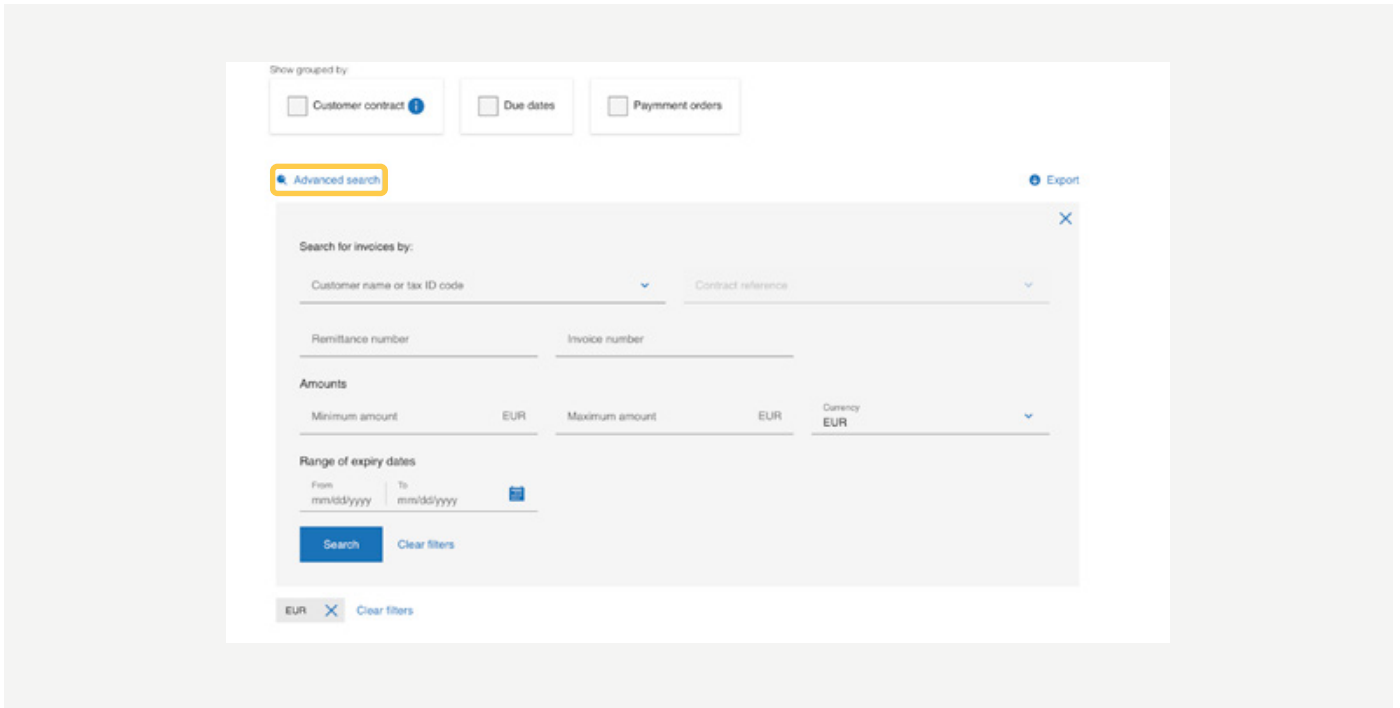 Show grouped by
Customer contract i Due dates Paymment orders
Advanced search Export
Search for invoices by:
Customer name or tax ID code Contract reference
Remittance number Invoice number
Amounts
Minimum amount EUR Maximum amount EUR Currency EUR
Range of expiry dates
From To
mm/dd/yyyy mm/dd/yyyy
Search Clear filters
EUR Clear filters